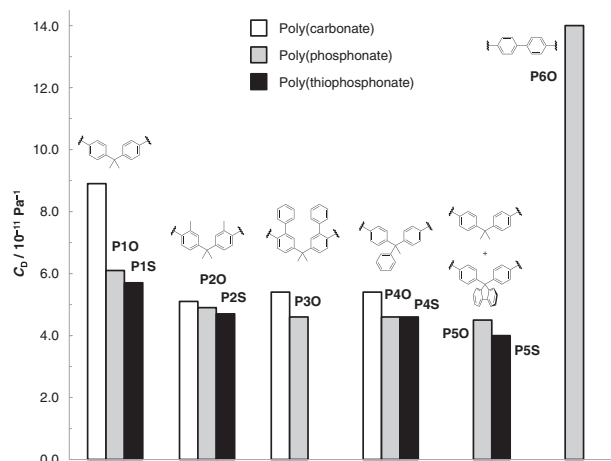 14.0
12.0
10.0
8.0
6.0
4.0
2.0
0.0
C_D / 10⁻¹¹ Pa⁻¹
Poly(carbonate)
Poly(phosphonate)
Poly(thiophosphonate)
P1O
P1S
P2O
P2S
P3O
P4O
P4S
+
P5O
P5S
P6O